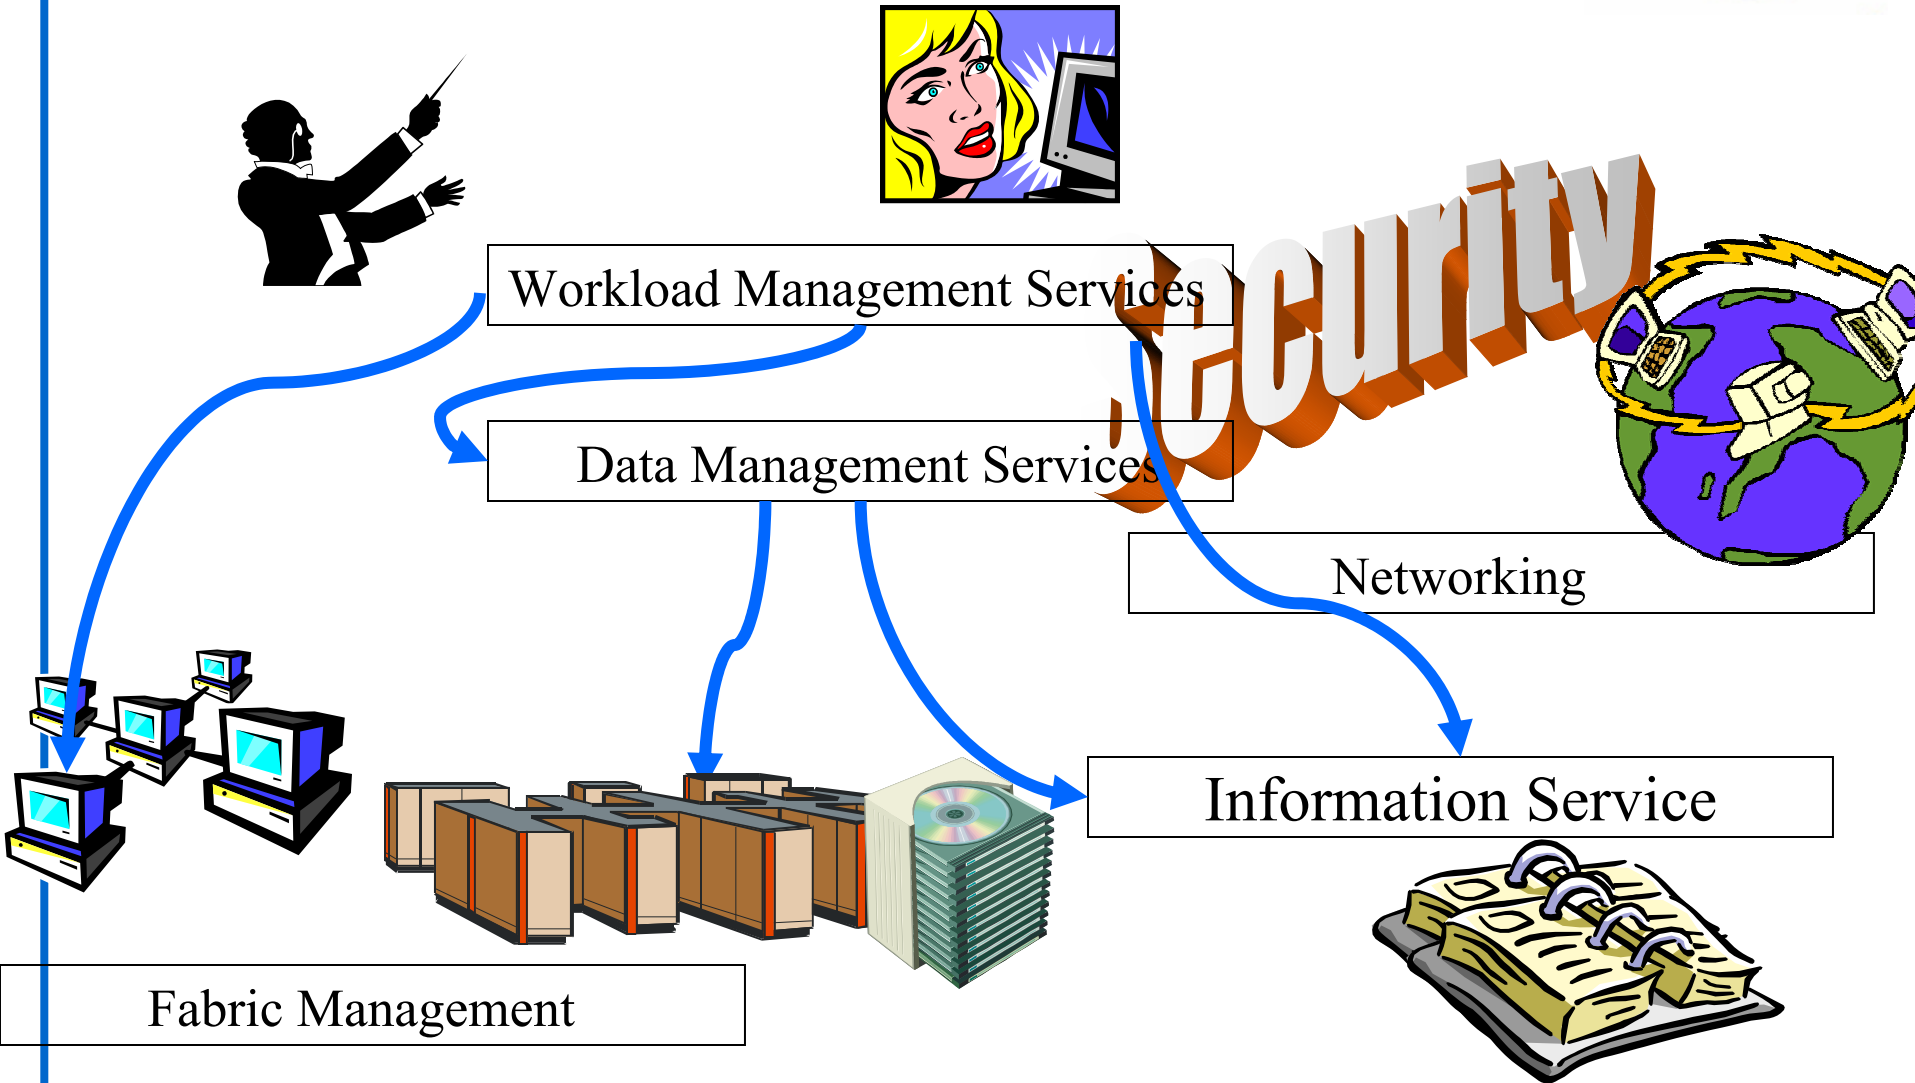 Security
Workload Management Services
Data Management Services
Networking
Information Service
Fabric Management